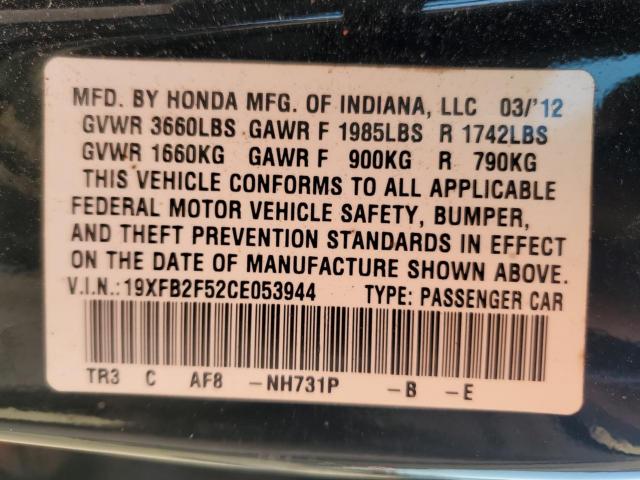 MFD. BY HONDA MFG. OF INDIANA, LLC 03/'12
GVWR 3660LBS GAWR F 1985LBS R 1742LBS
GVWR 1660KG GAWR F 900KG R 790KG
THIS VEHICLE CONFORMS TO ALL APPLICABLE
FEDERAL MOTOR VEHICLE SAFETY, BUMPER,
AND THEFT PREVENTION STANDARDS IN EFFECT
ON THE DATE OF MANUFACTURE SHOWN ABOVE.
V.I.N.: 19XFB2F52CE053944 TYPE: PASSENGER CAR
TR3 C AF8 -NH731P -B -E